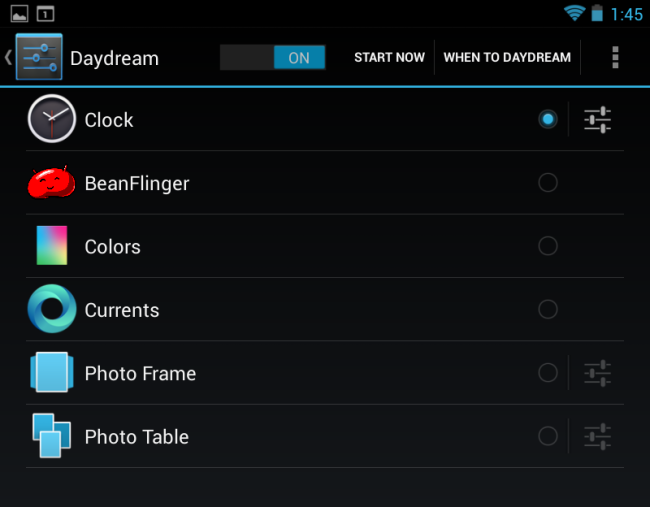 1 1:45
Daydream ON START NOW WHEN TO DAYDREAM
Clock
BeanFlinger
Colors
Currents
Photo Frame
Photo Table